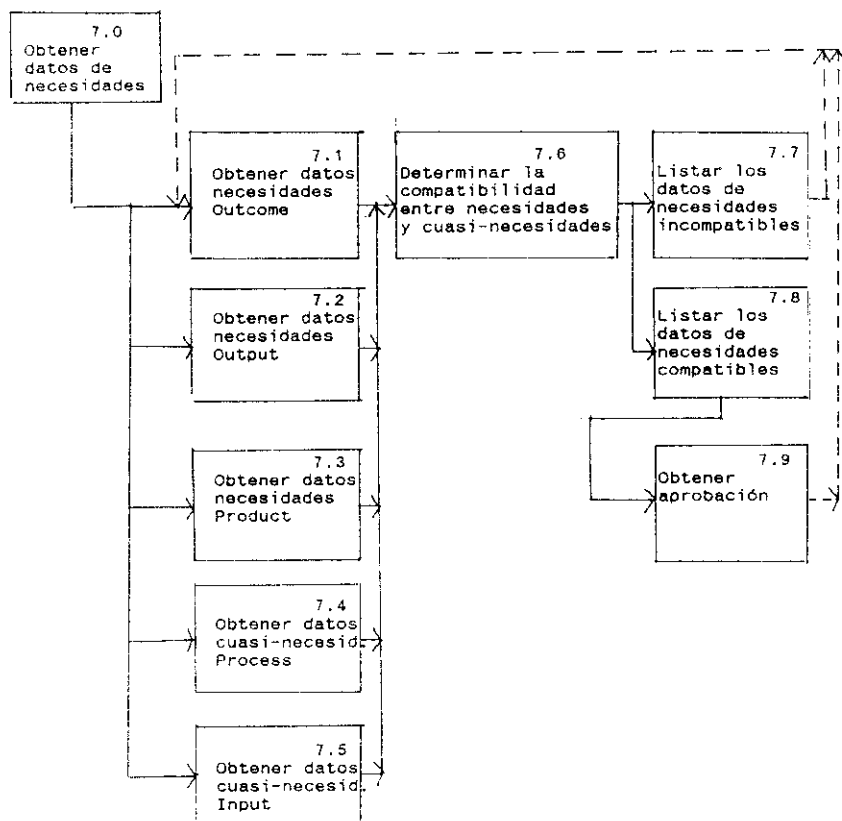 7.0
Obtener
datos de
necesidades
7.1
Obtener datos
necesidades
Outcome
7.6
Determinar la
compatibilidad
entre necesidades
y cuasi-necesidades
7.7
Listar los
datos de
necesidades
incompatibles
7.2
Obtener datos
necesidades
Output
7.8
Listar los
datos de
necesidades
compatibles
7.3
Obtener datos
necesidades
Product
7.9
Obtener
aprobación
7.4
Obtener datos
cuasi-necesid.
Process
7.5
Obtener datos
cuasi-necesid.
Input